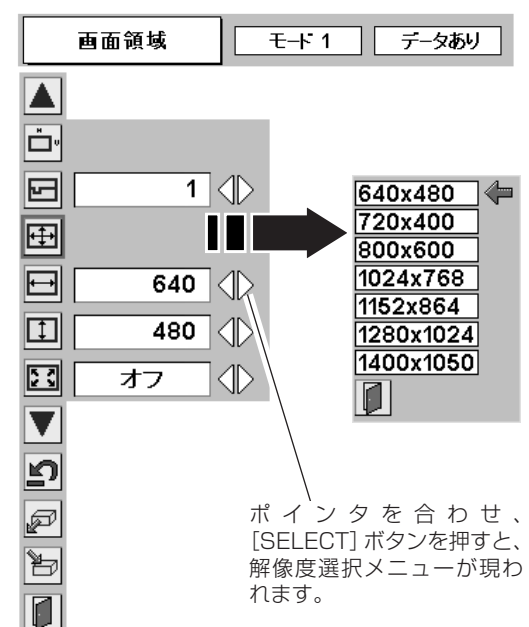 画面領域
モード 1
データあり
H
V
1
640
480
オフ
640x480
720x400
800x600
1024x768
1152x864
1280x1024
1400x1050
ポインタを合わせ、
[SELECT] ボタンを押すと、
解像度選択メニューが現わ
れます。